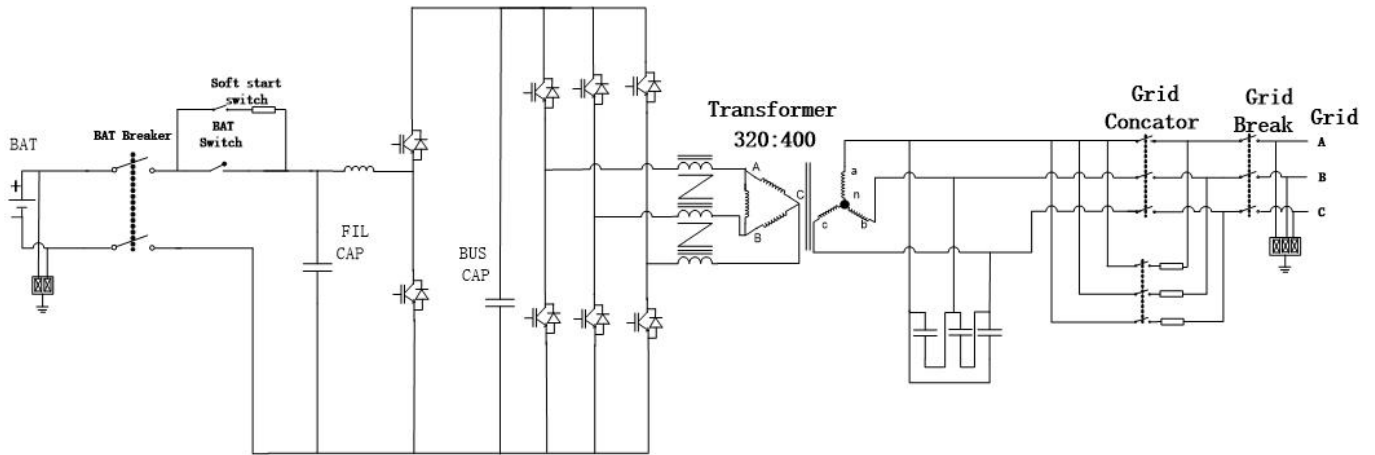 Soft start
switch
BAT Breaker
BAT
Switch
BAT
+
FIL
CAP
BUS
CAP
Transformer
320:400
A
B
C
a
n
c
b
Grid
Concator
Grid
Break
Grid
A
B
C